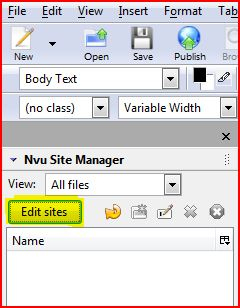 File Edit View Insert Format
New Open Save Publish
Body Text
(no class) Variable Width
Nvu Site Manager
View: All files
Edit sites
Name